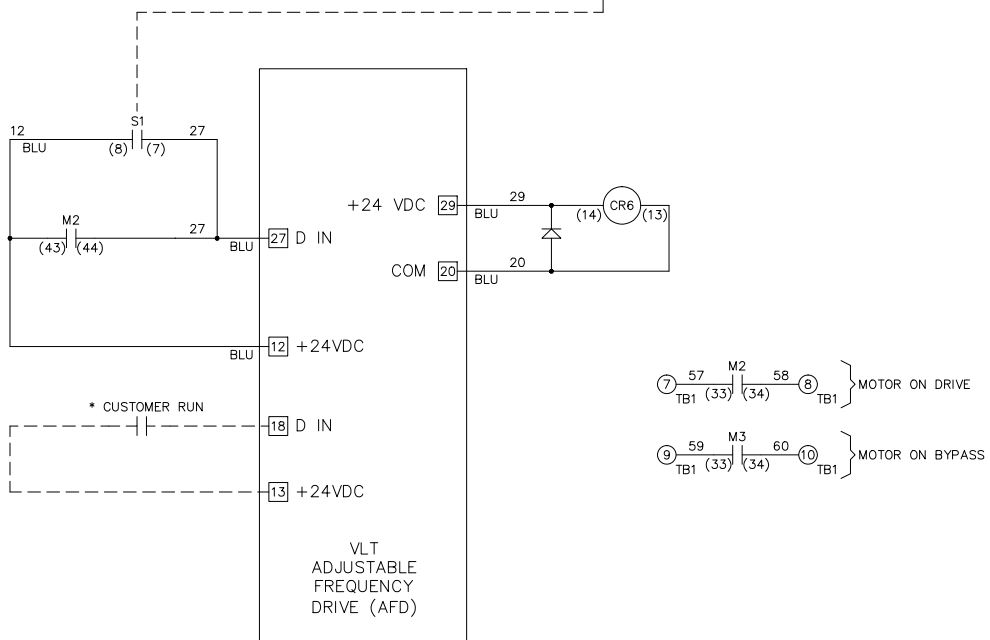 S1
12
27
BLU
(8)
(7)
M2
27
(43)
(44)
BLU
27 D IN
+24 VDC 29
29
BLU
CR6
(14)
(13)
COM 20
20
BLU
BLU
12 +24VDC
* CUSTOMER RUN
18 D IN
13 +24VDC
VLT
ADJUSTABLE
FREQUENCY
DRIVE (AFD)
M2
7
57
58
8
TB1
(33)
(34)
TB1
MOTOR ON DRIVE
M3
9
59
60
10
TB1
(33)
(34)
TB1
MOTOR ON BYPASS